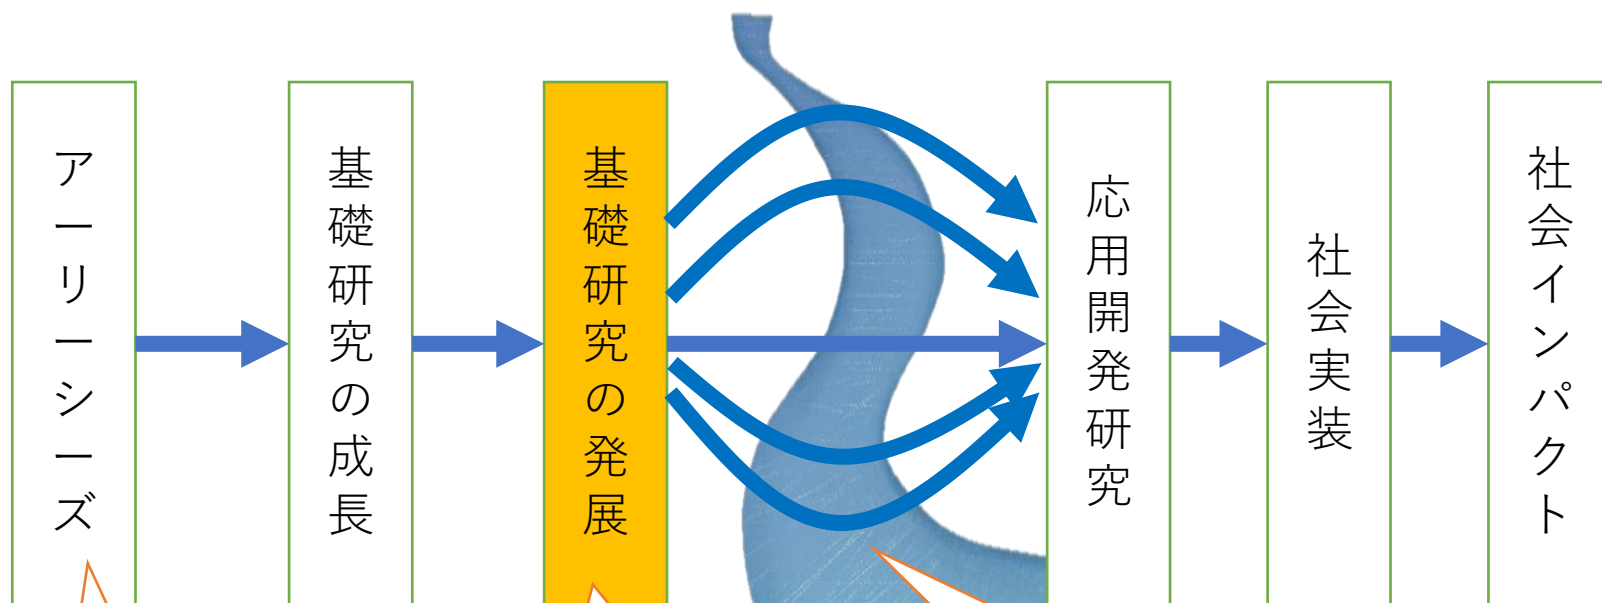 アーリーシーズ
基礎研究の成長
基礎研究の発展
応用開発研究
社会実装
社会インパクト